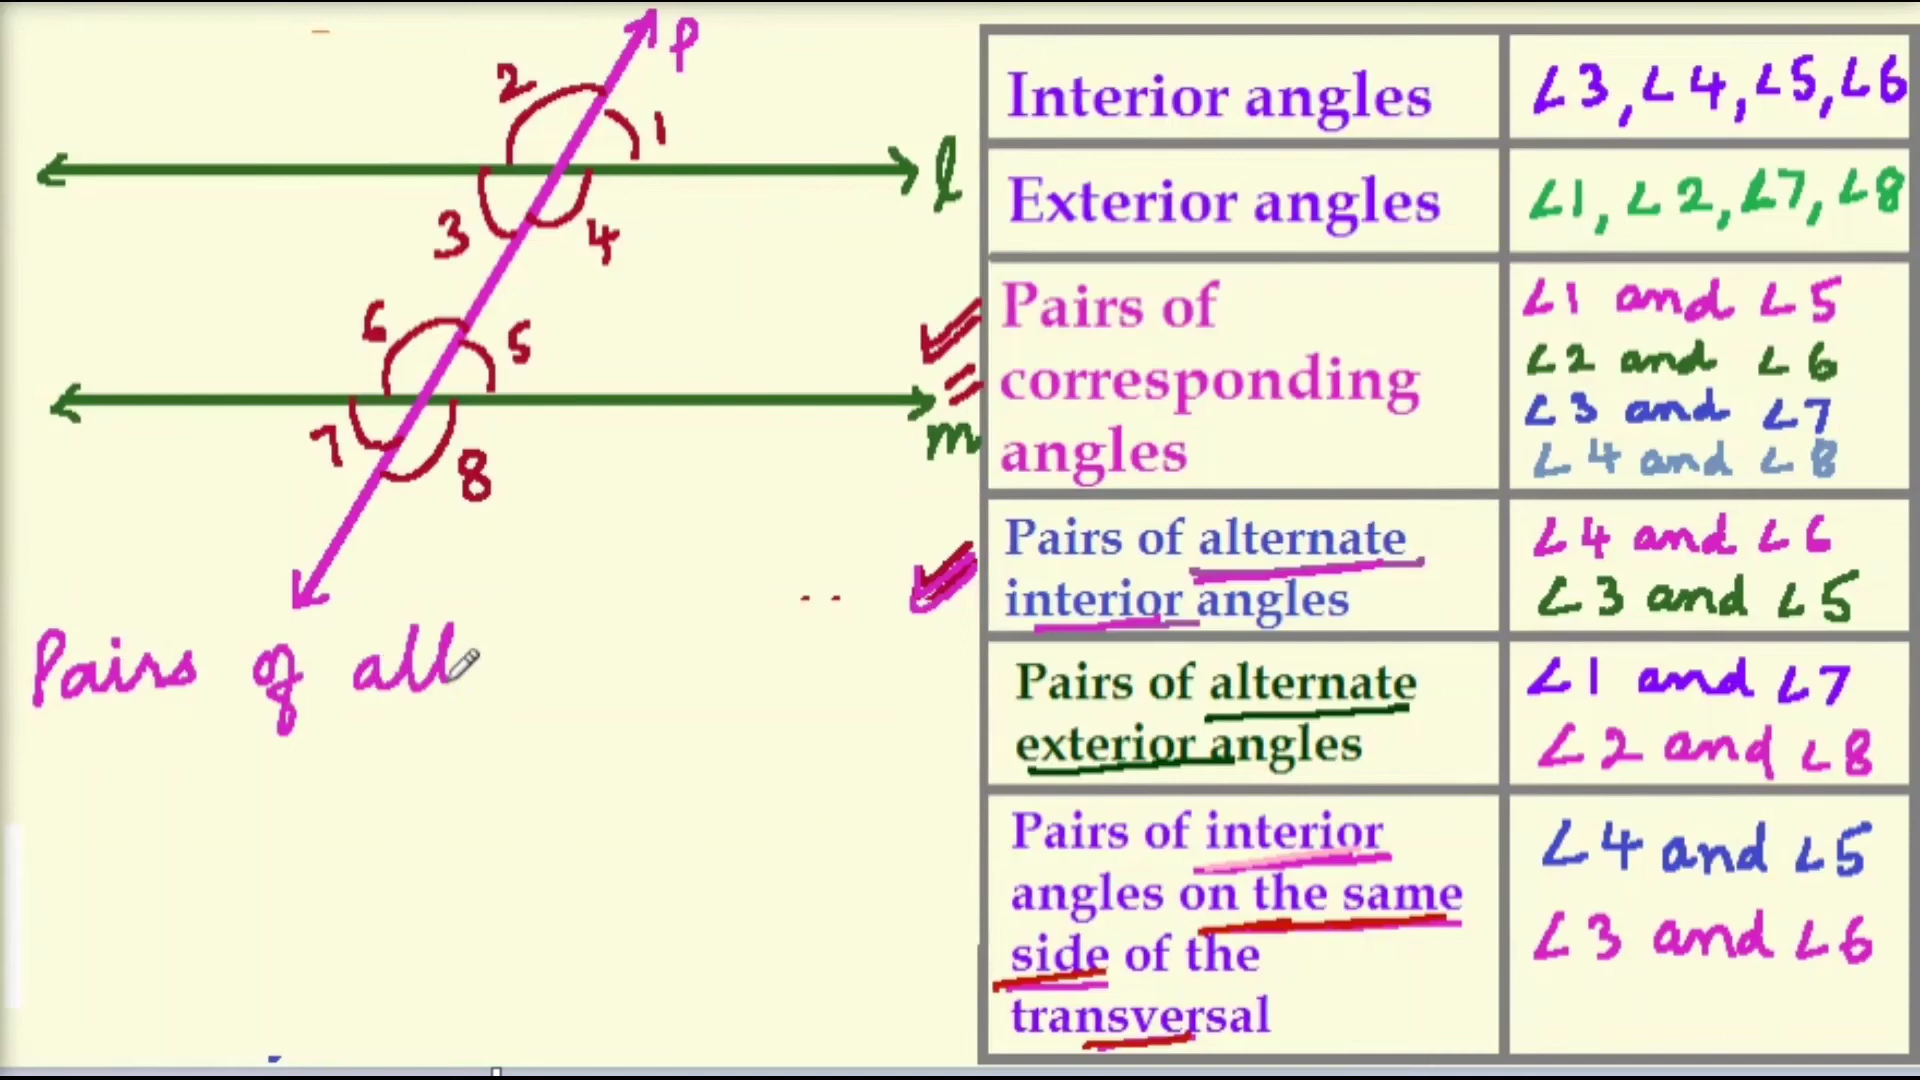 p
2
1
l
3
4
6
5
m
7
8
Pairs of all
Interior angles
∠3, ∠4, ∠5, ∠6
Exterior angles
∠1, ∠2, ∠7, ∠8
Pairs of
corresponding
angles
∠1 and ∠5
∠2 and ∠6
∠3 and ∠7
∠4 and ∠8
Pairs of alternate
interior angles
∠4 and ∠6
∠3 and ∠5
Pairs of alternate
exterior angles
∠1 and ∠7
∠2 and ∠8
Pairs of interior
angles on the same
side of the
transversal
∠4 and ∠5
∠3 and ∠6